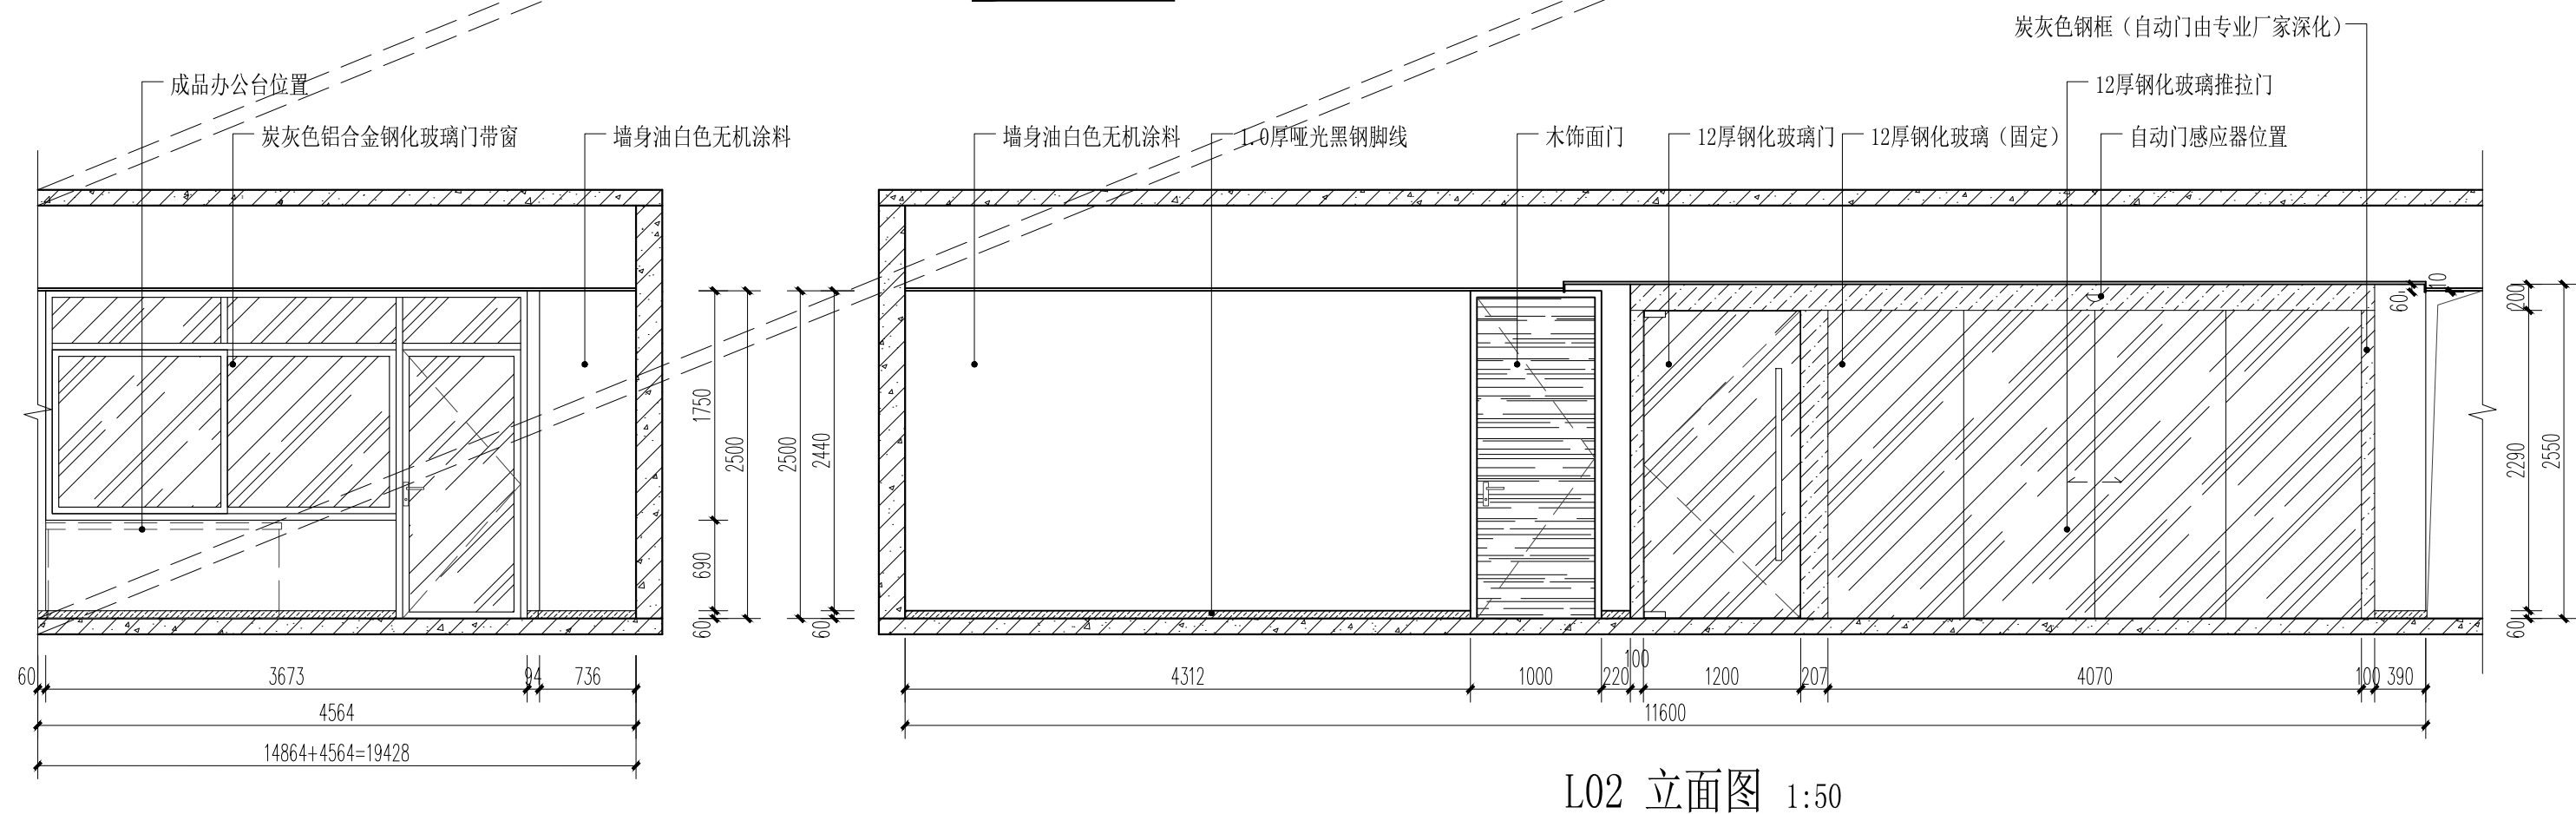 炭灰色钢框（自动门由专业厂家深化）
成品办公台位置
12厚钢化玻璃推拉门
炭灰色铝合金钢化玻璃门带窗
墙身油白色无机涂料
墙身油白色无机涂料
1.0厚哑光黑钢脚线
木饰面门
12厚钢化玻璃门
12厚钢化玻璃（固定）
自动门感应器位置
1750
690
60
2500
2500
2440
60
60
10
200
2290
60
2550
60
3673
94
736
4564
14864+4564=19428
4312
1000
220
100
1200
207
4070
100
390
11600
L02 立面图 1:50